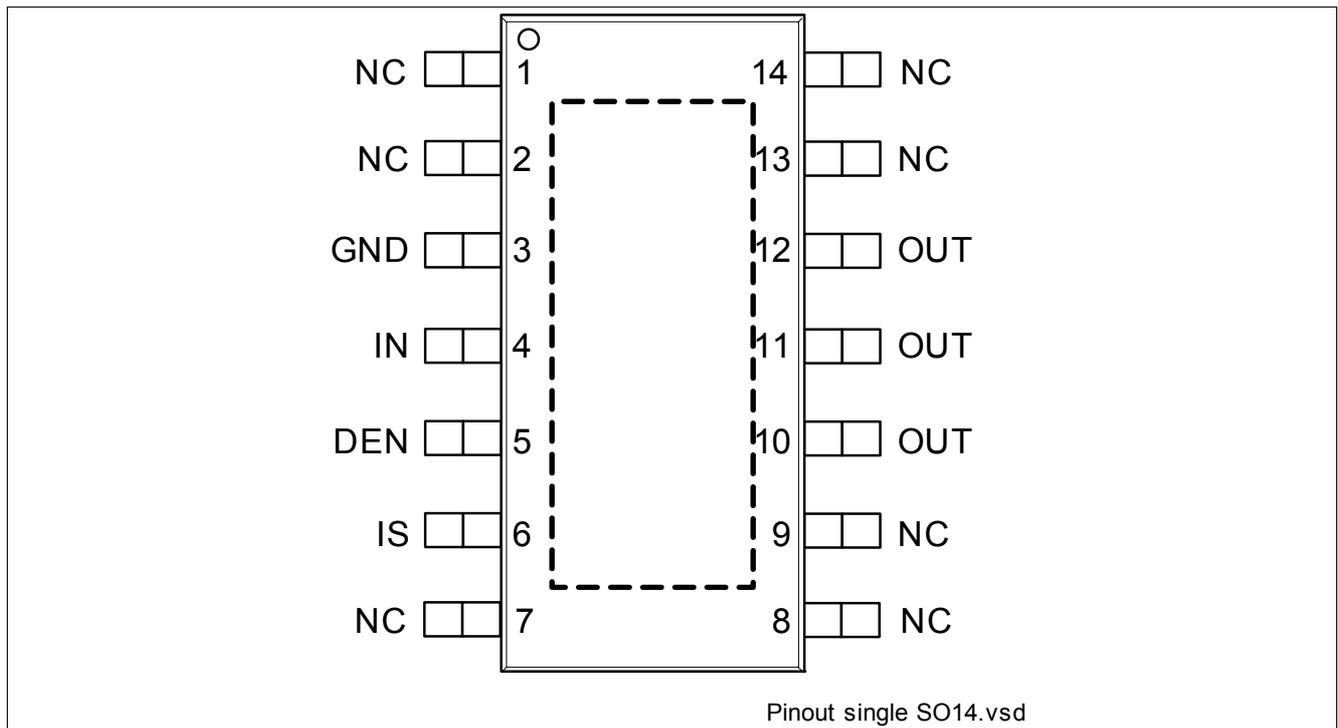 NC 1 14 NC
NC 2 13 NC
GND 3 12 OUT
IN 4 11 OUT
DEN 5 10 OUT
IS 6 9 NC
NC 7 8 NC
Pinout single SO14.vsd